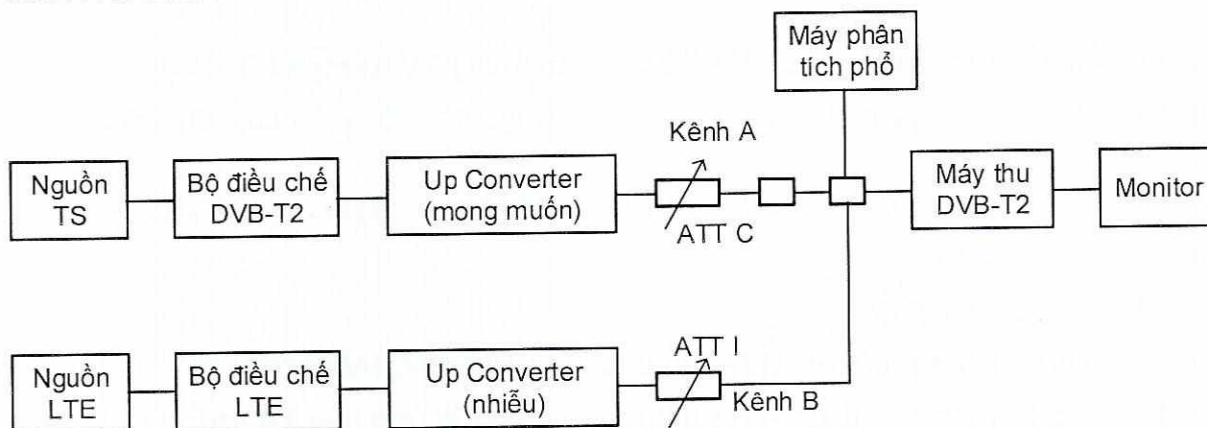 Máy phân
tích phổ
Kênh A
Nguồn
TS
Bộ điều chế
DVB-T2
Up Converter
(mong muốn)
ATT C
Máy thu
DVB-T2
Monitor
Nguồn
LTE
Bộ điều chế
LTE
Up Converter
(nhiễu)
ATT I
Kênh B